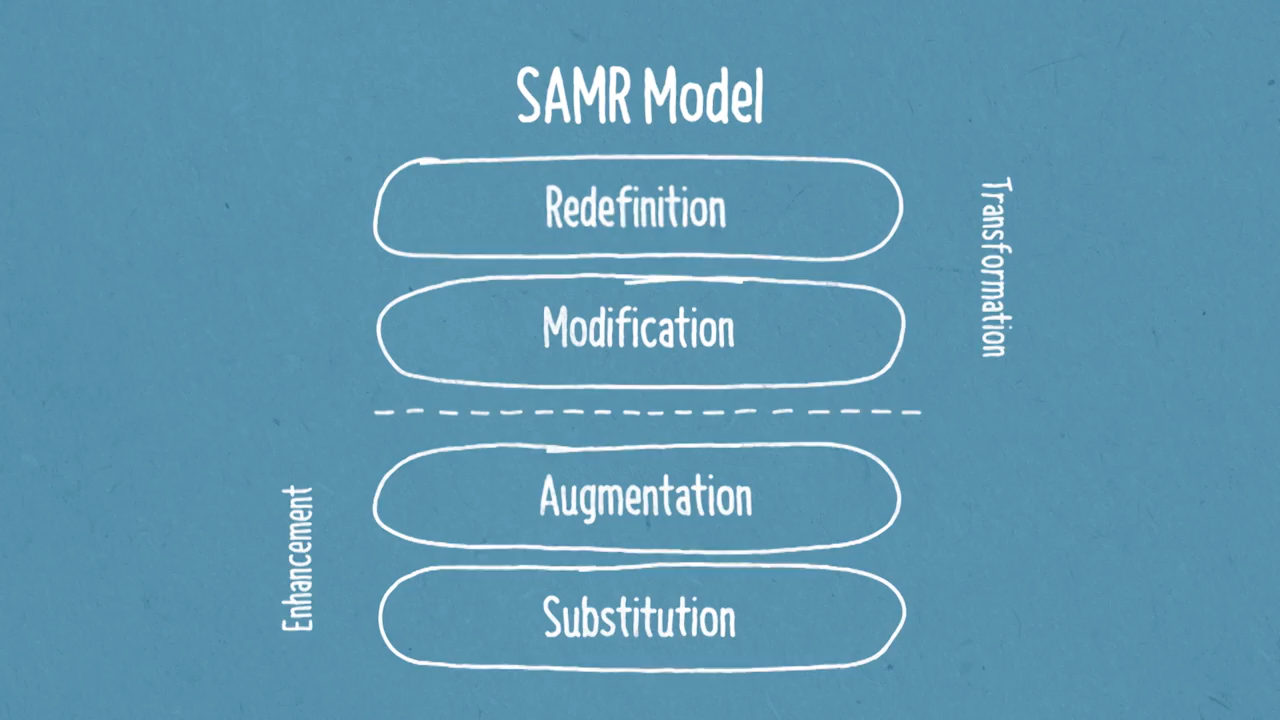 SAMR Model
Redefinition
Transformation
Modification
Augmentation
Enhancement
Substitution